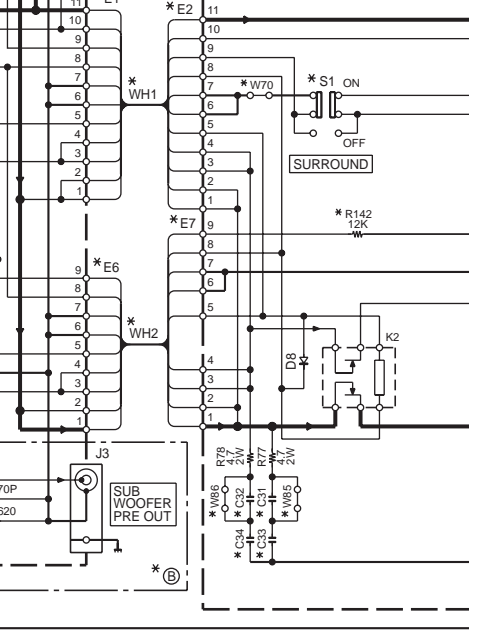 E1
* E2
11
10
9
8
7
6
5
4
3
2
1
*
WH1
11
10
9
8
7
6
5
4
3
2
1
* W70
* S1 ON
OFF
SURROUND
* R142
12K
* E7
9
8
7
6
5
4
3
2
1
* E6
9
8
7
6
5
4
3
2
1
*
WH2
D8
K2
R78
4.7
2W
R77
4.7
2W
* W86
* C32
* C31
* W85
* C34
* C33
J3
SUB
WOOFER
PRE OUT
70P
620
* B